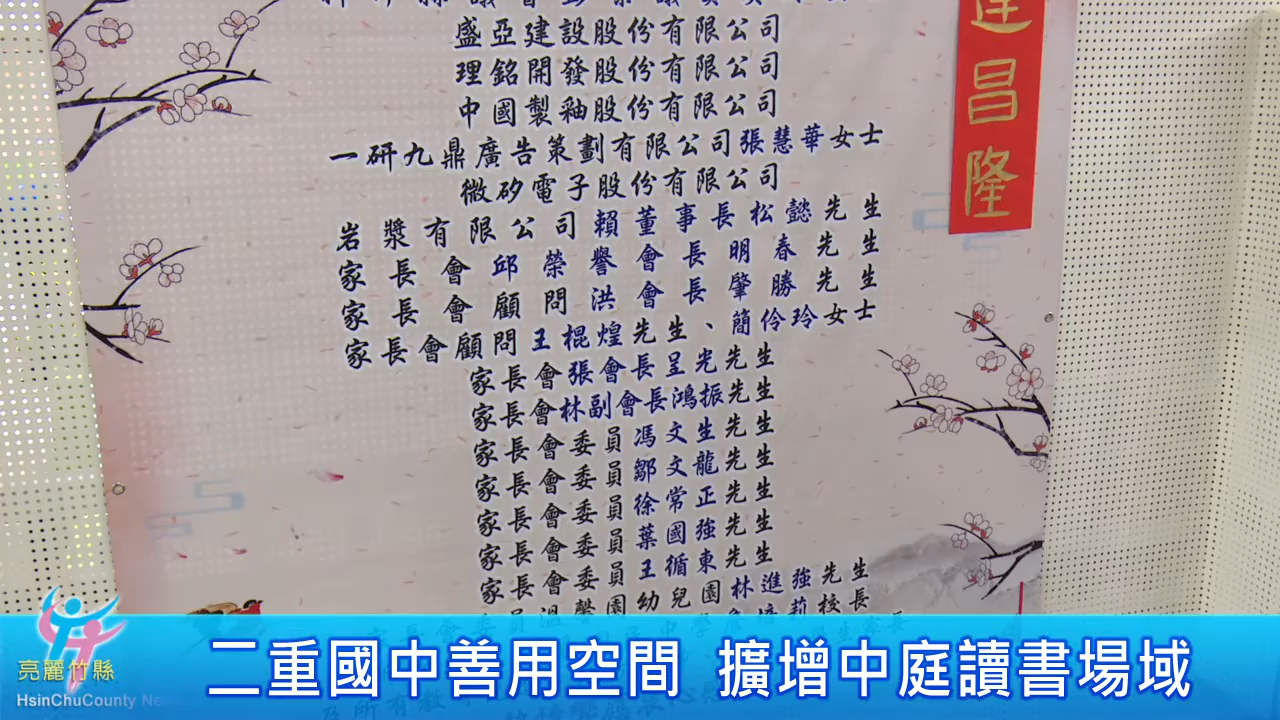 盛亞建設股份有限公司
理銘開發股份有限公司
中國製釉股份有限公司
一研九鼎廣告策劃有限公司張慧華女士
微矽電子股份有限公司
岩漿有限公司賴董事長松懿先生
家長會邱榮譽會長明春先生
家長會顧問洪會長肇勝先生
家長會顧問王棍煌先生、簡伶玲女士
家長會張會長呈光先生
家長會林副會長鴻振先生
家長會委員馮文生先生
家長會委員鄒文龍先生
家長會委員徐常正先生
家長會委員葉國強先生
家長會委員王循東先生
溫馨園幼兒園林進強先生
校長
昌隆
二重國中善用空間 擴增中庭讀書場域
亮麗竹縣
HsinChuCounty Ne